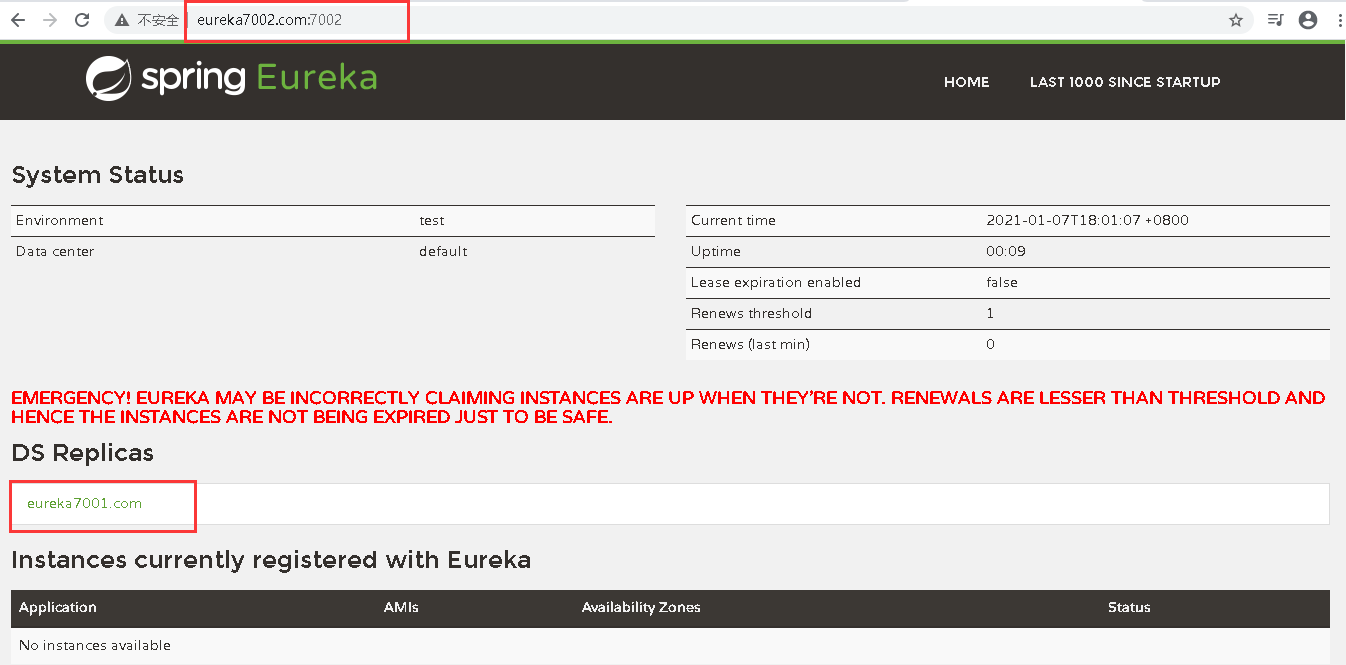 不安全 eureka7002.com:7002
spring Eureka HOME LAST 1000 SINCE STARTUP
System Status
Environment test
Data center default
Current time 2021-01-07T18:01:07 +0800
Uptime 00:09
Lease expiration enabled false
Renews threshold 1
Renews (last min) 0
EMERGENCY! EUREKA MAY BE INCORRECTLY CLAIMING INSTANCES ARE UP WHEN THEY'RE NOT. RENEWALS ARE LESSER THAN THRESHOLD AND
HENCE THE INSTANCES ARE NOT BEING EXPIRED JUST TO BE SAFE.
DS Replicas
eureka7001.com
Instances currently registered with Eureka
Application AMIs Availability Zones Status
No instances available